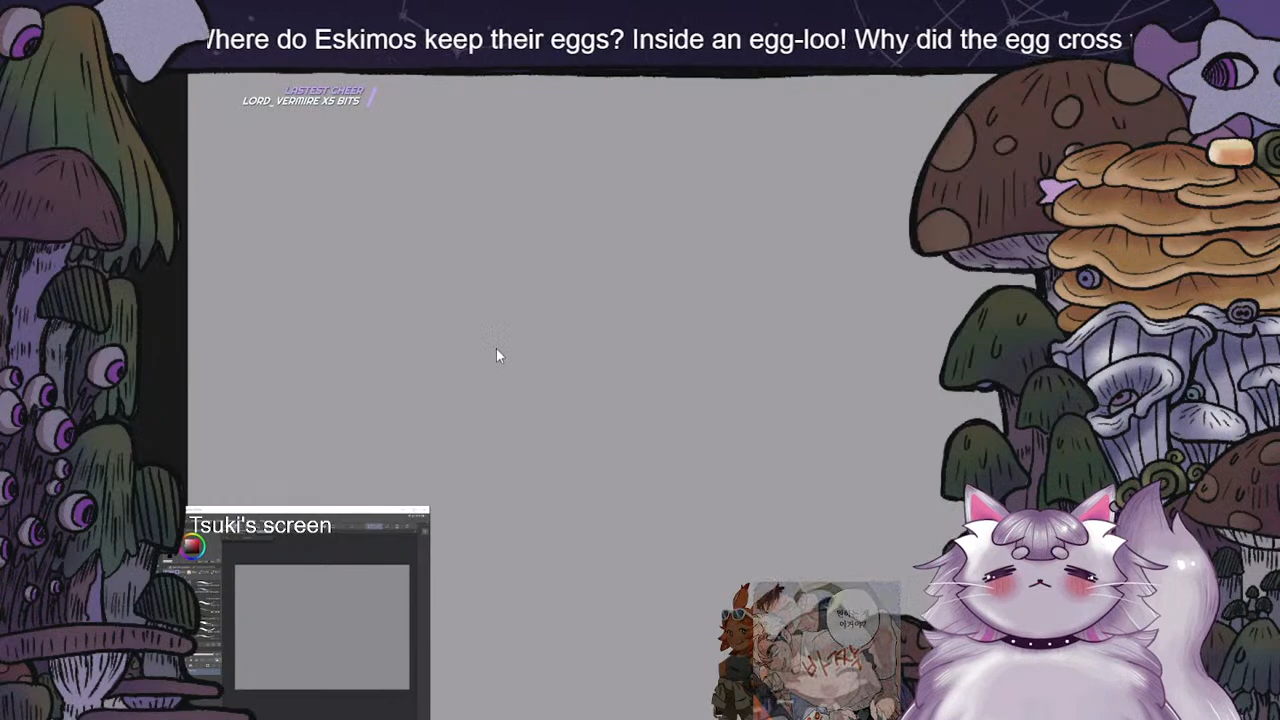 Where do Eskimos keep their eggs? Inside an egg-loo! Why did the egg cross
LASTEST CHEER
LORD_VERMIRE X5 BITS
Tsuki's screen